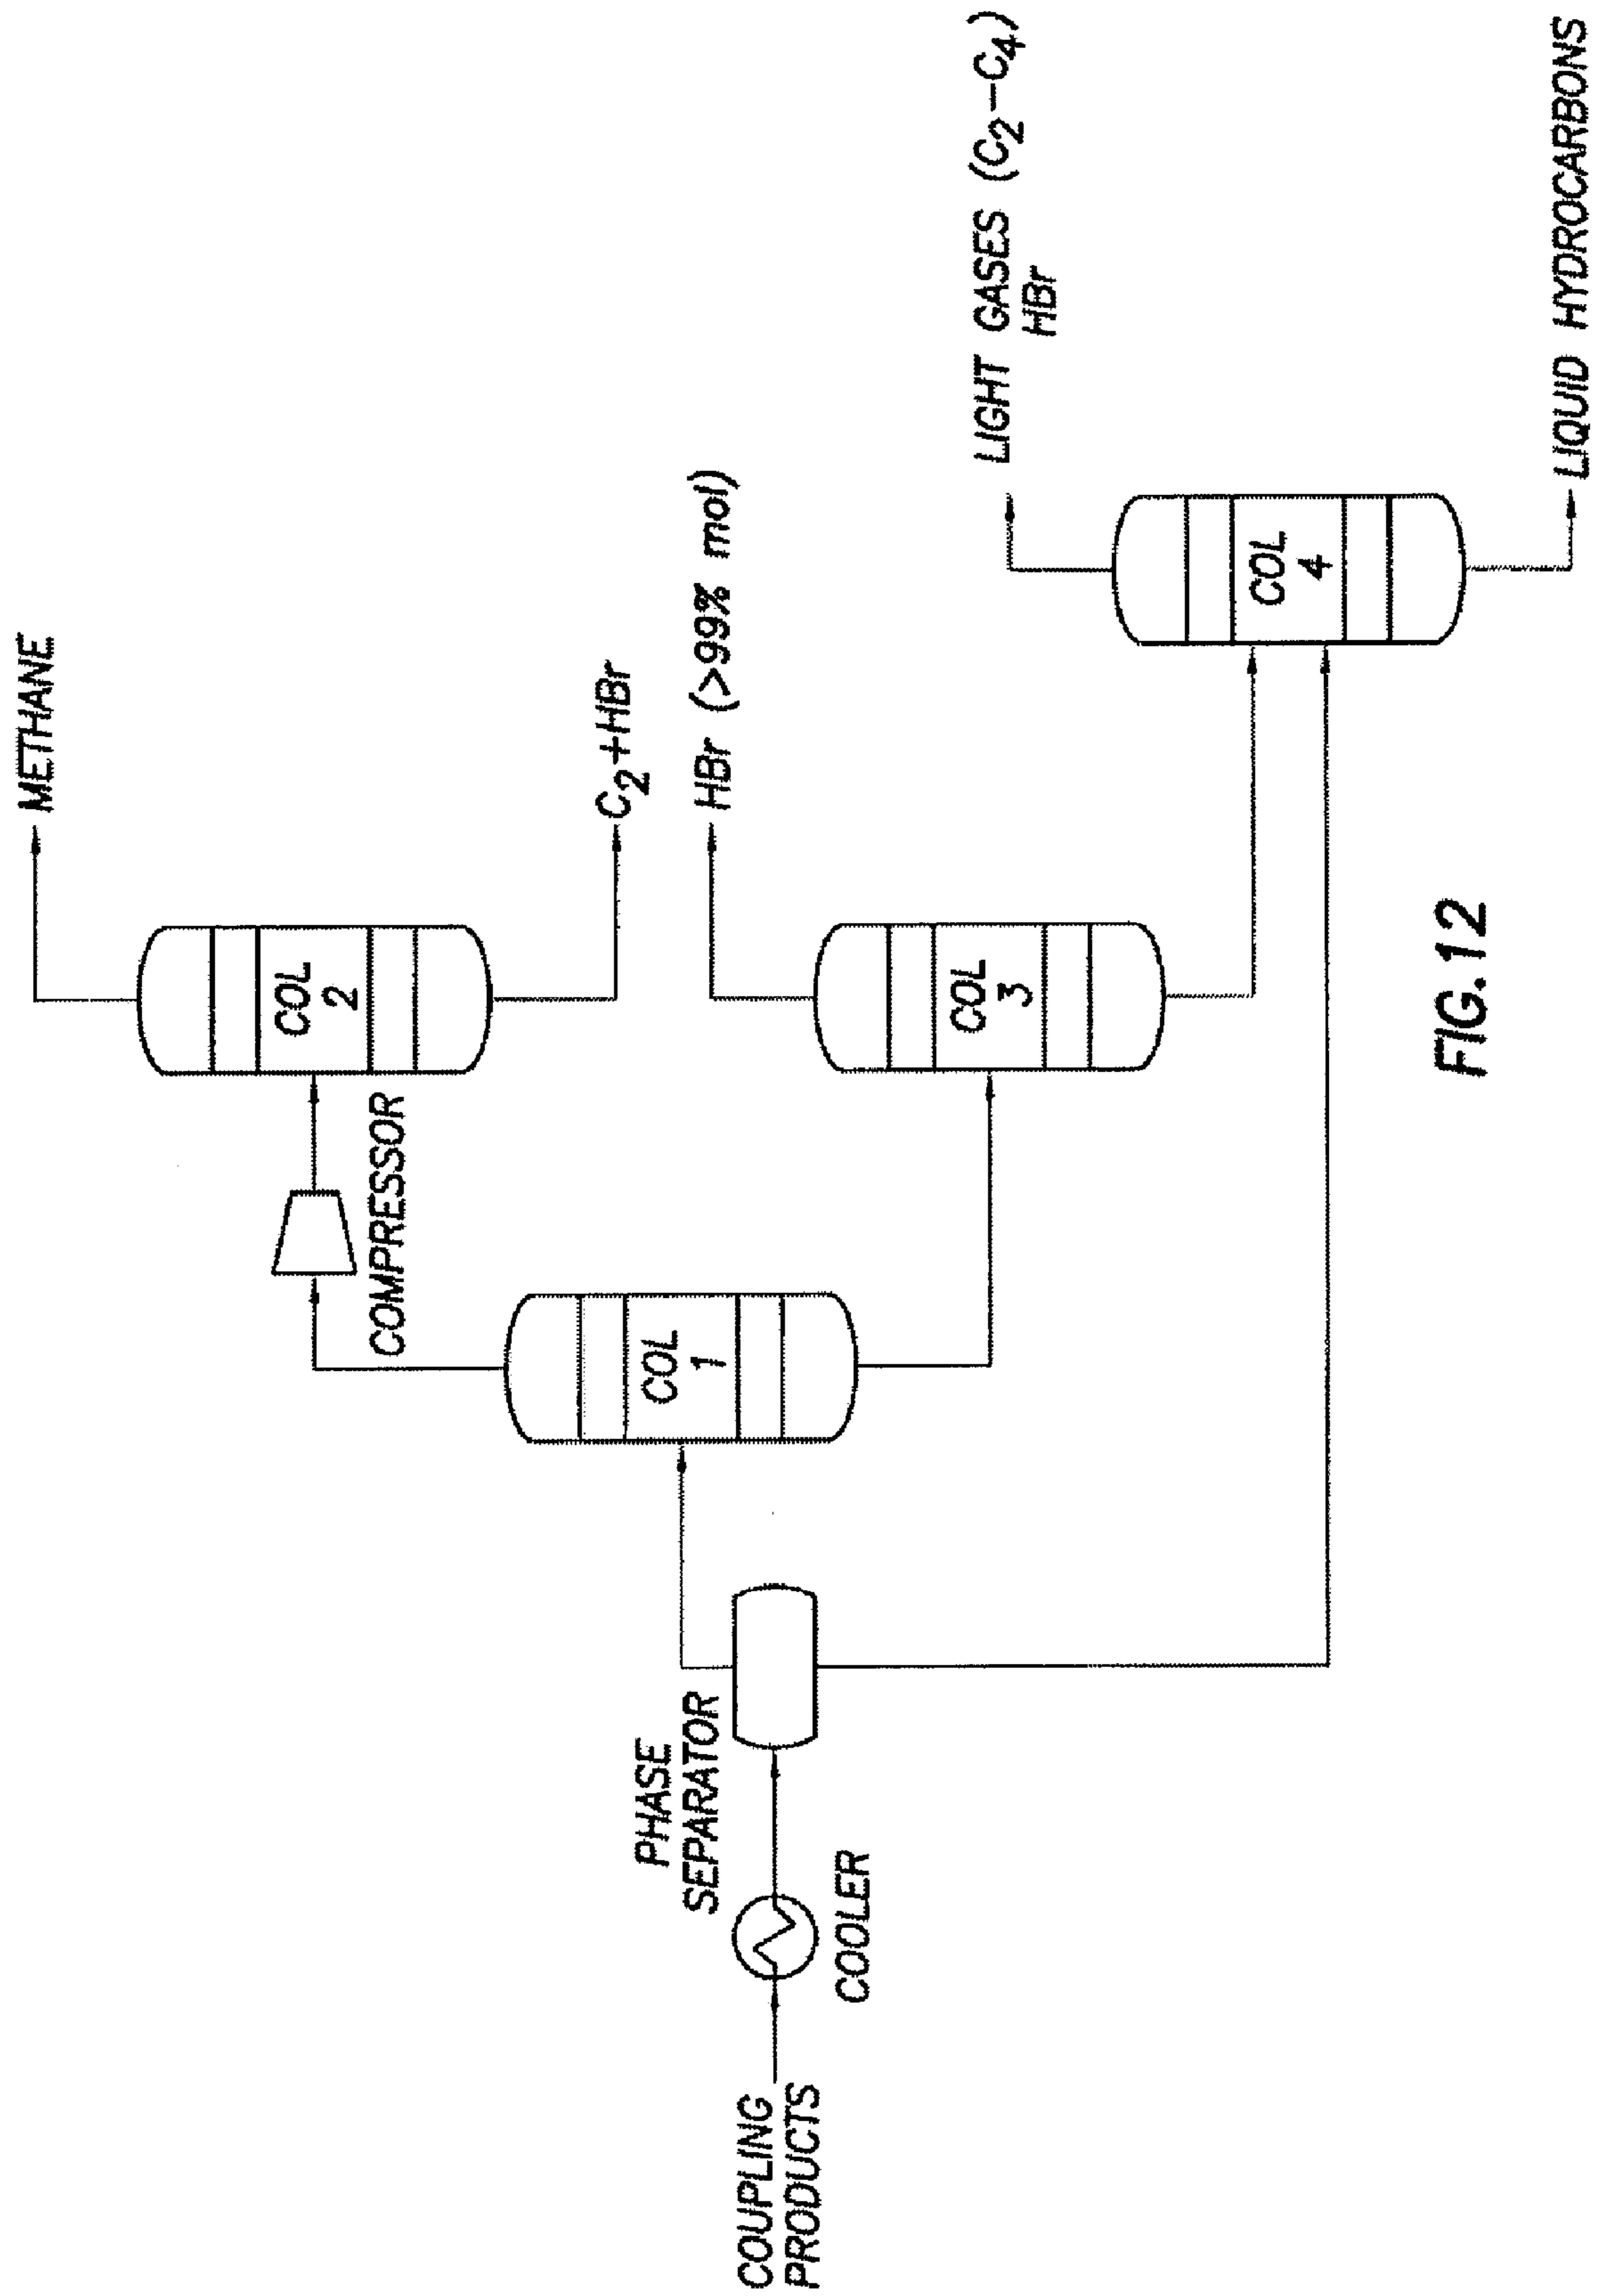 COUPLING
PRODUCTS
COOLER
PHASE
SEPARATOR
COL
1
COMPRESSOR
COL
2
METHANE
C₂+HBr
COL
3
HBr (>99% mol)
COL
4
LIGHT GASES (C₂-C₄)
HBr
LIQUID HYDROCARBONS
FIG.12